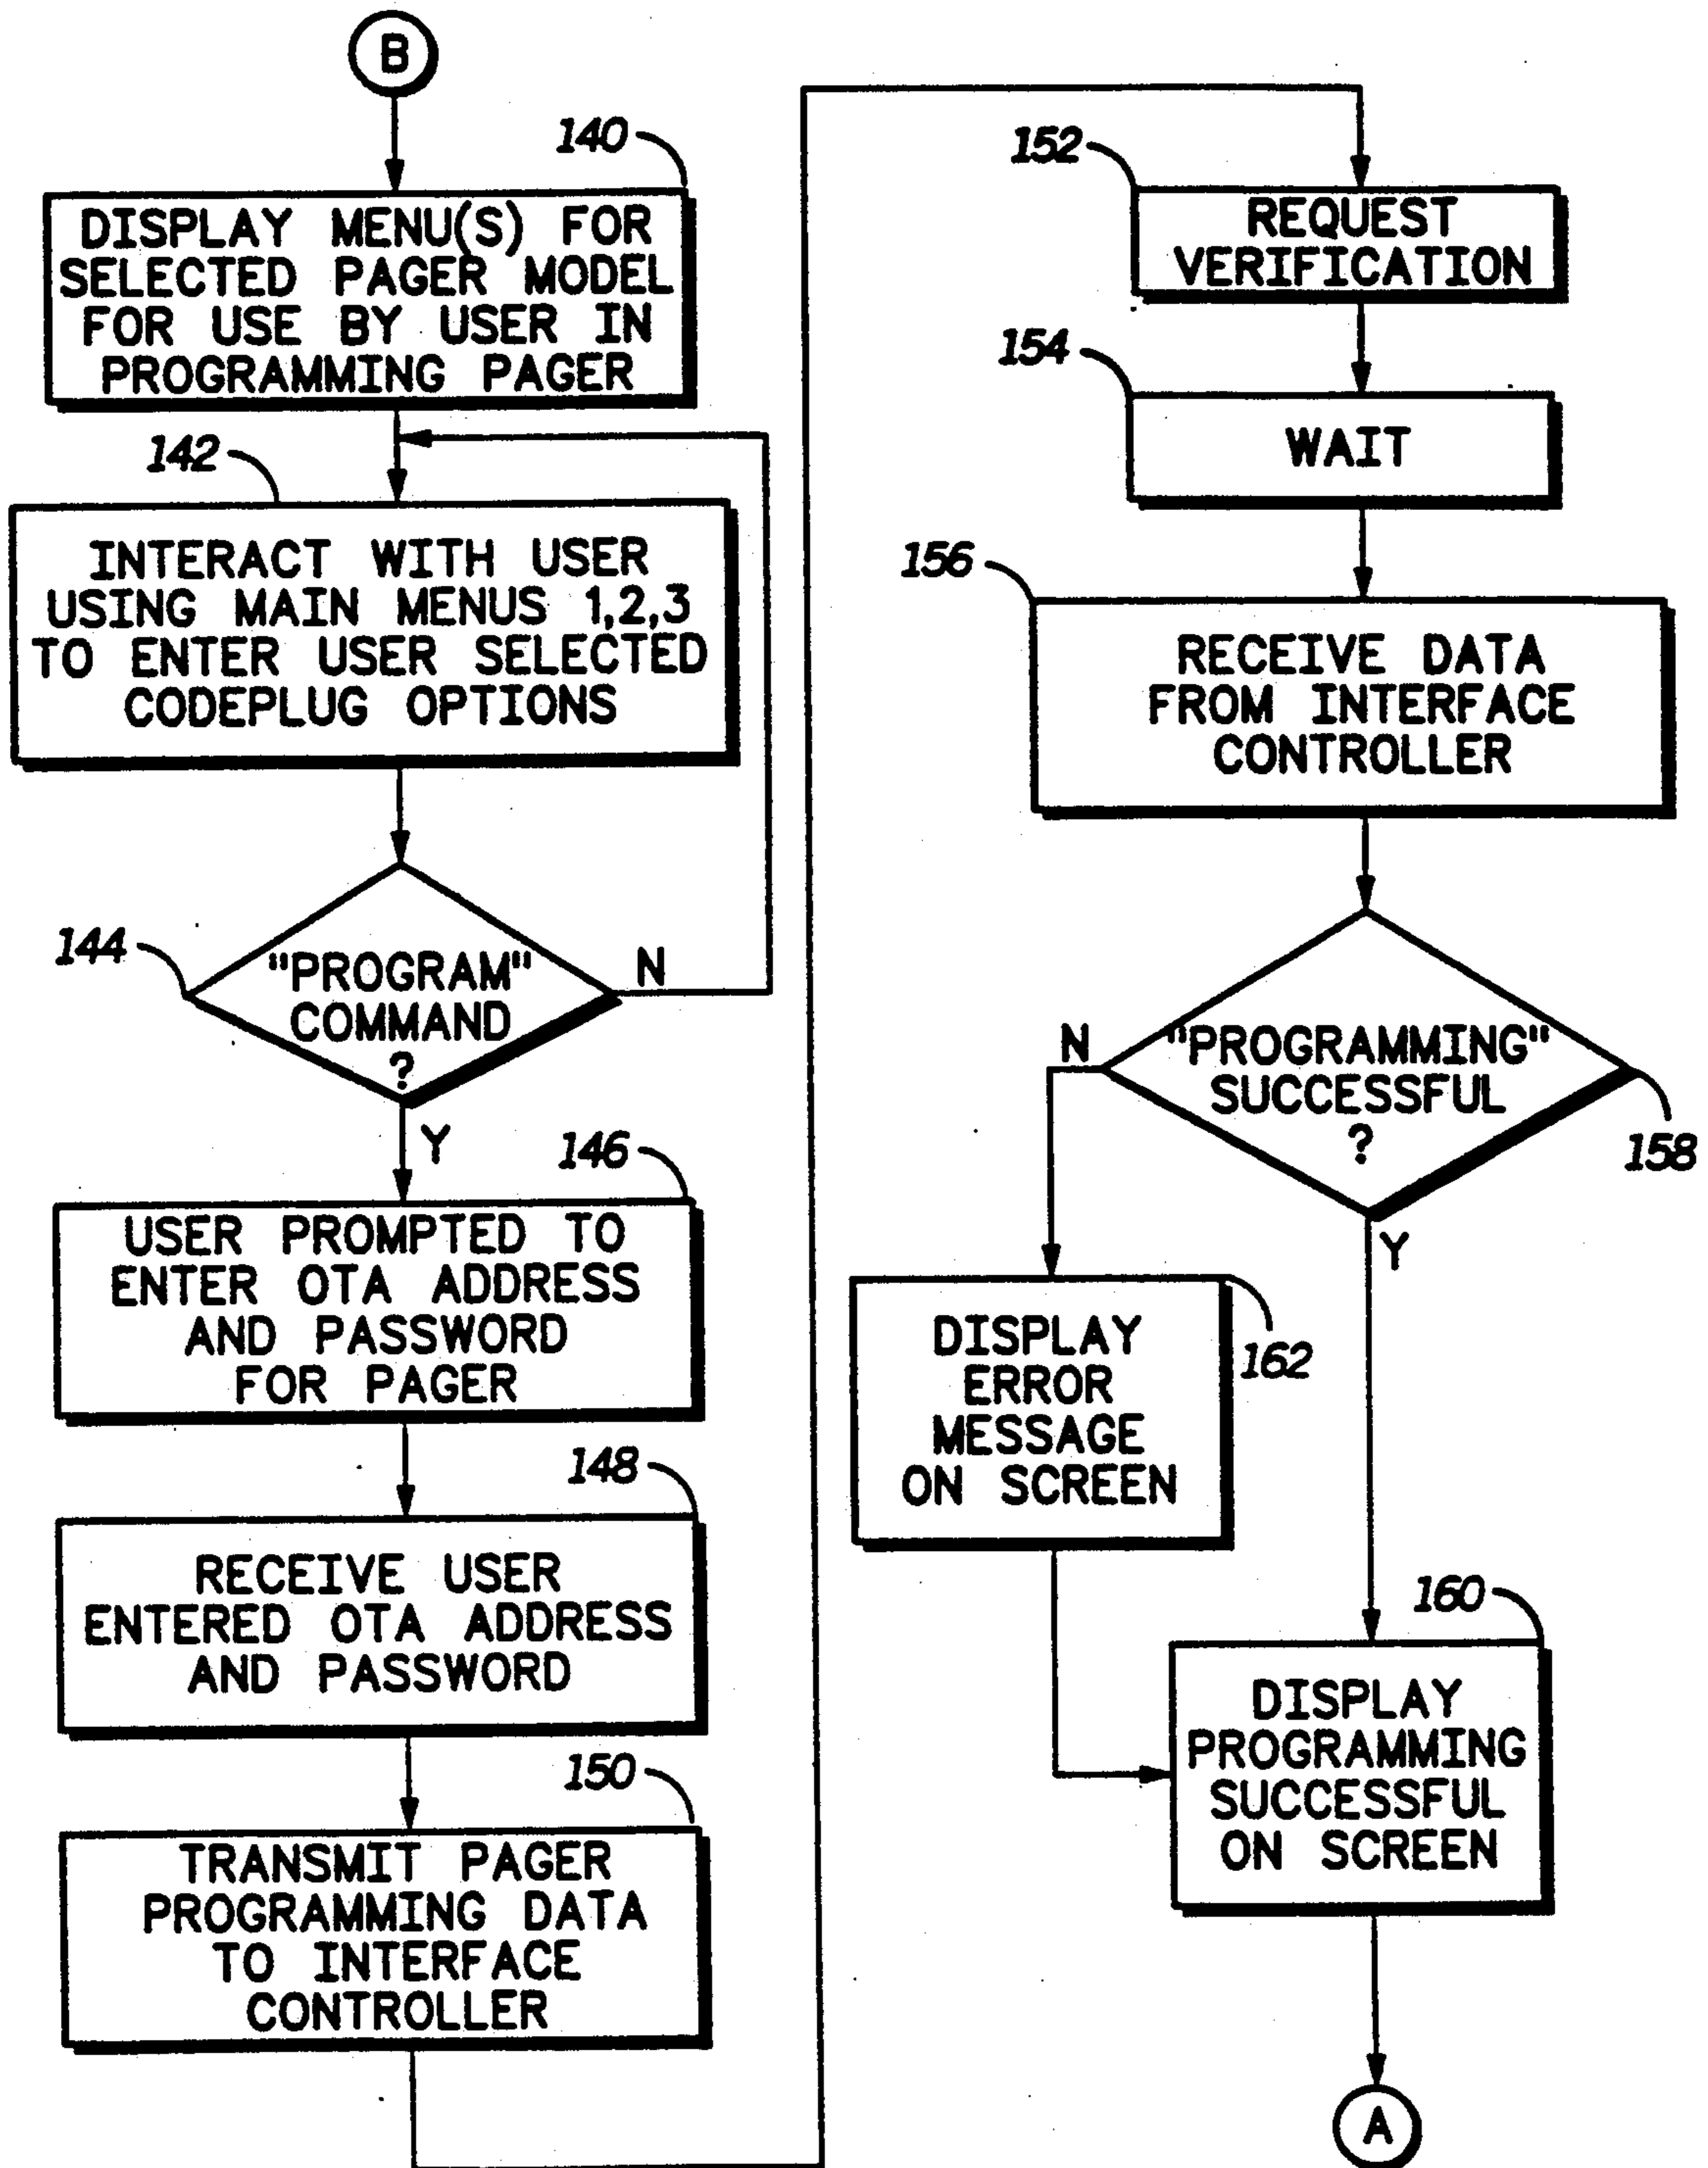 B
140
DISPLAY MENU(S) FOR
SELECTED PAGER MODEL
FOR USE BY USER IN
PROGRAMMING PAGER
142
INTERACT WITH USER
USING MAIN MENUS 1,2,3
TO ENTER USER SELECTED
CODEPLUG OPTIONS
144
"PROGRAM"
COMMAND
?
N
Y
146
USER PROMPTED TO
ENTER OTA ADDRESS
AND PASSWORD
FOR PAGER
148
RECEIVE USER
ENTERED OTA ADDRESS
AND PASSWORD
150
TRANSMIT PAGER
PROGRAMMING DATA
TO INTERFACE
CONTROLLER
152
REQUEST
VERIFICATION
154
WAIT
156
RECEIVE DATA
FROM INTERFACE
CONTROLLER
N
"PROGRAMMING"
SUCCESSFUL
?
158
Y
DISPLAY
ERROR
MESSAGE
ON SCREEN
162
160
DISPLAY
PROGRAMMING
SUCCESSFUL
ON SCREEN
A